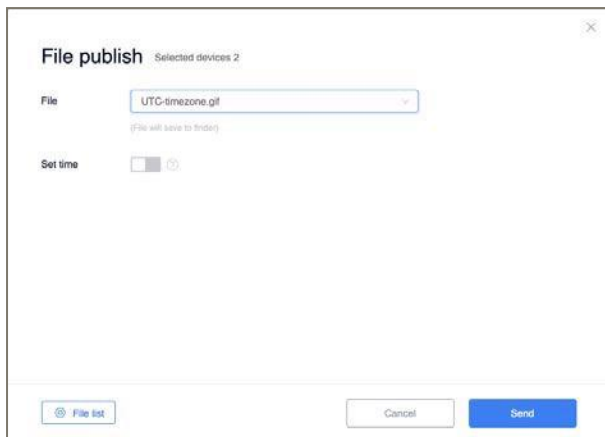 File publish Selected devices 2
File UTC-timezone.gif
(File will save to finder)
Set time
File list Cancel Send